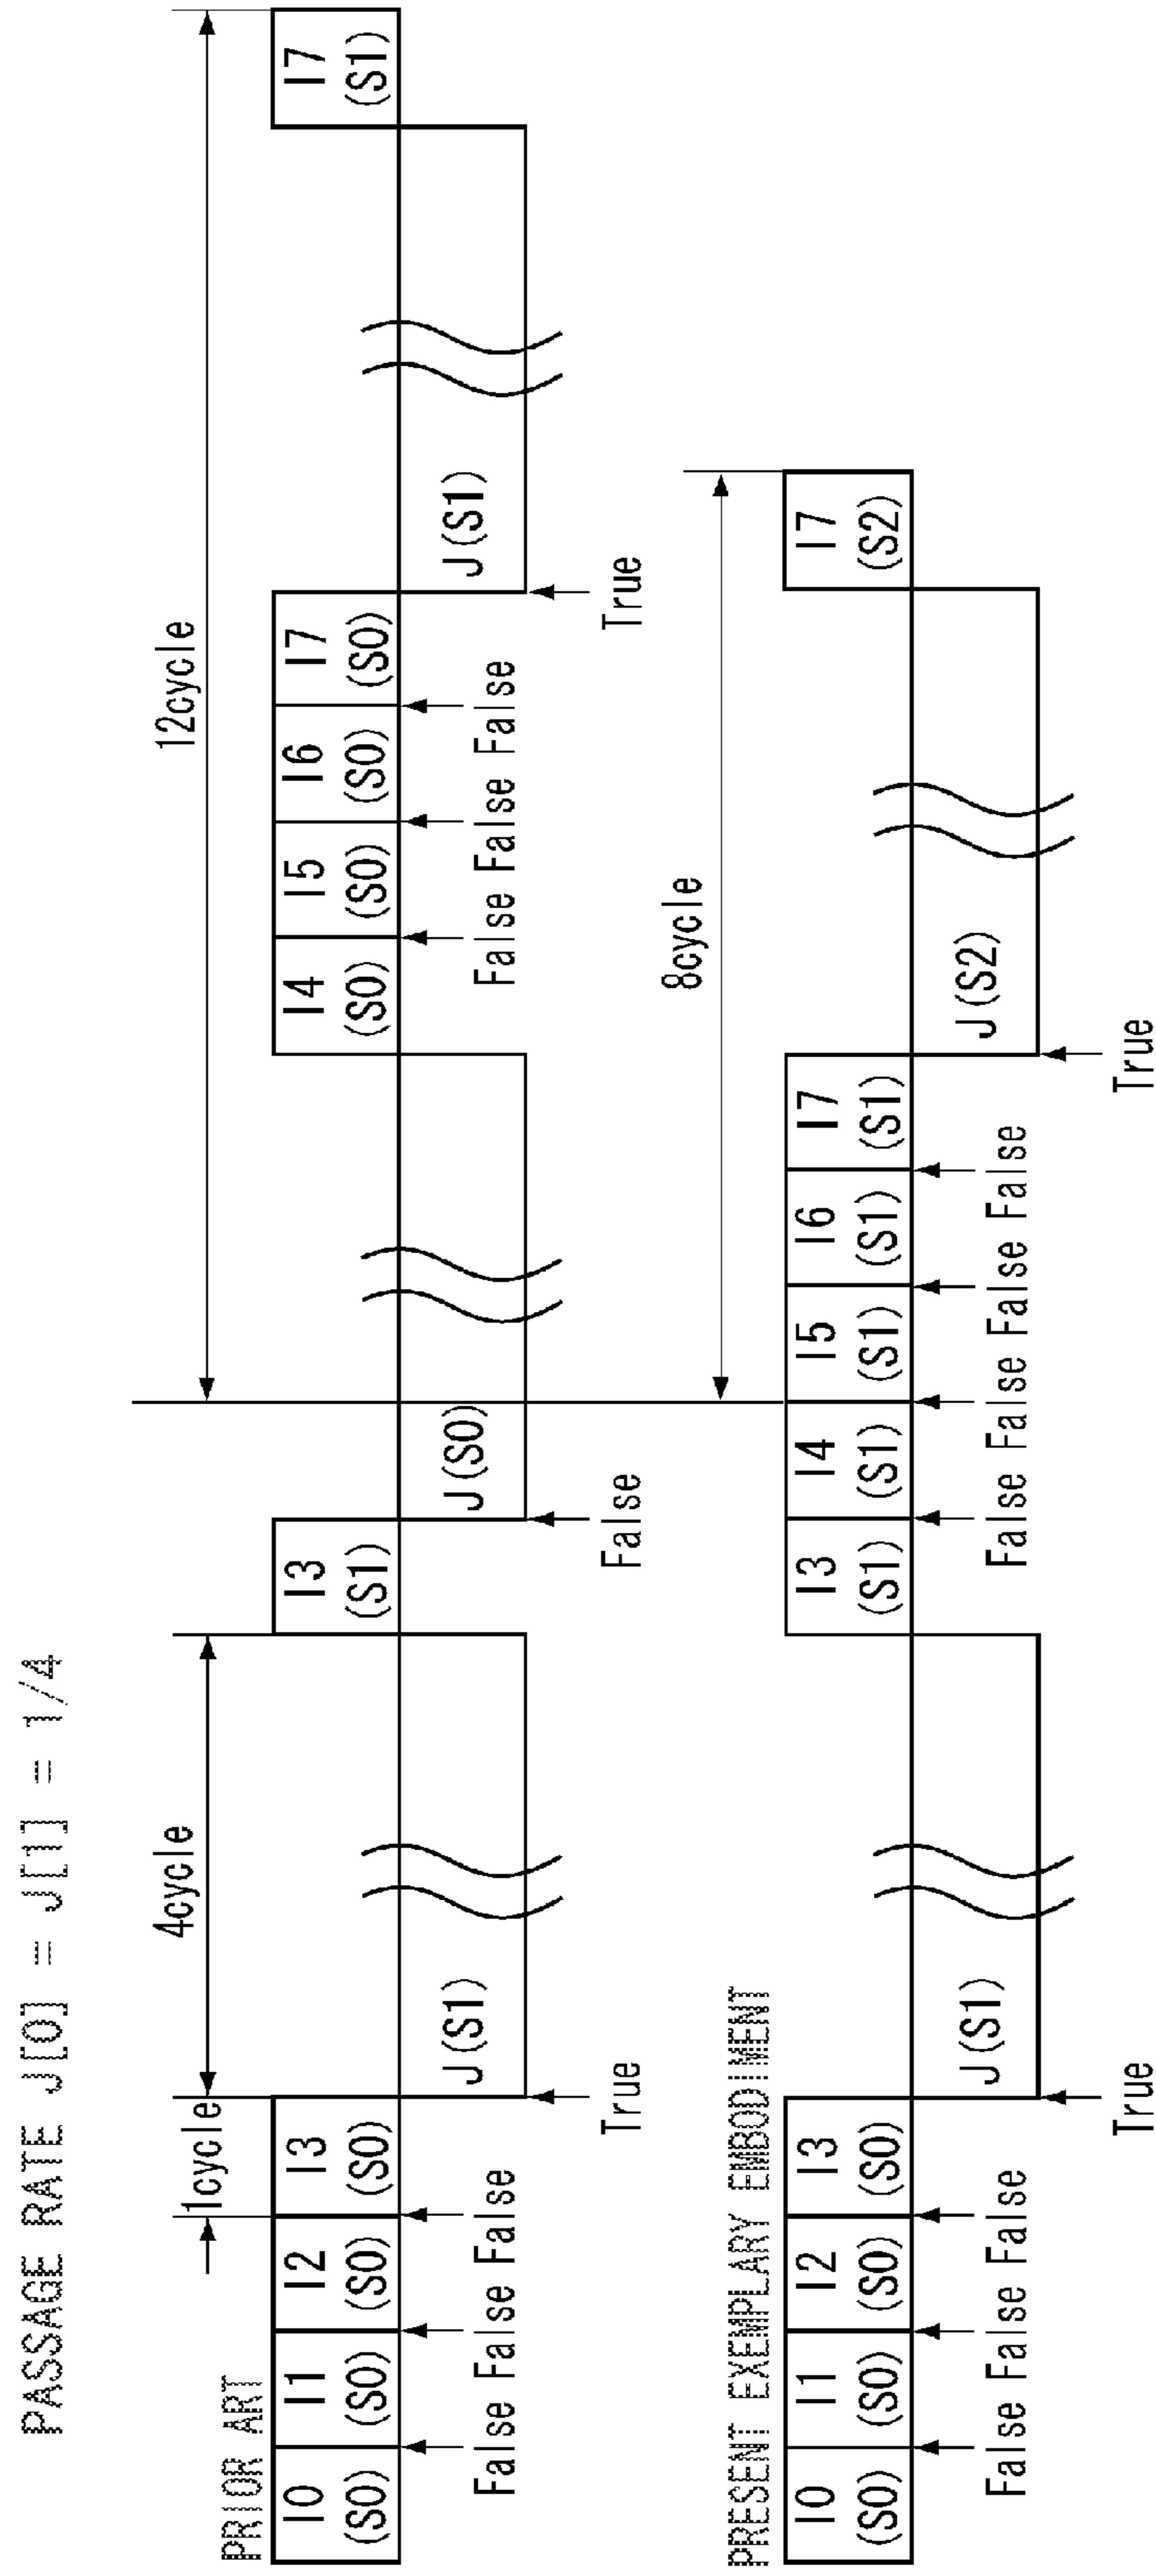 PASSAGE RATE J[0] = J[1] = 1/4
PRIOR ART
1cycle
4cycle
12cycle
I0 I1 I2 I3 I3 I4 I5 I6 I7 I7
(S0) (S0) (S0) (S0) (S1) (S0) (S0) (S0) (S0) (S1)
J(S1) J(S0) J(S1)
False False False False False False
True False True
PRESENT EXEMPLARY EMBODIMENT
8cycle
I0 I1 I2 I3 I3 I4 I5 I6 I7 I7
(S0) (S0) (S0) (S0) (S1) (S1) (S1) (S1) (S1) (S2)
J(S1) J(S2)
False False False False False False False
True True